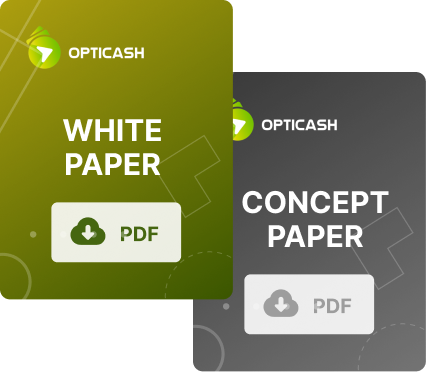 OPTICASH
WHITE
PAPER
PDF
OPTICASH
CONCEPT
PAPER
PDF